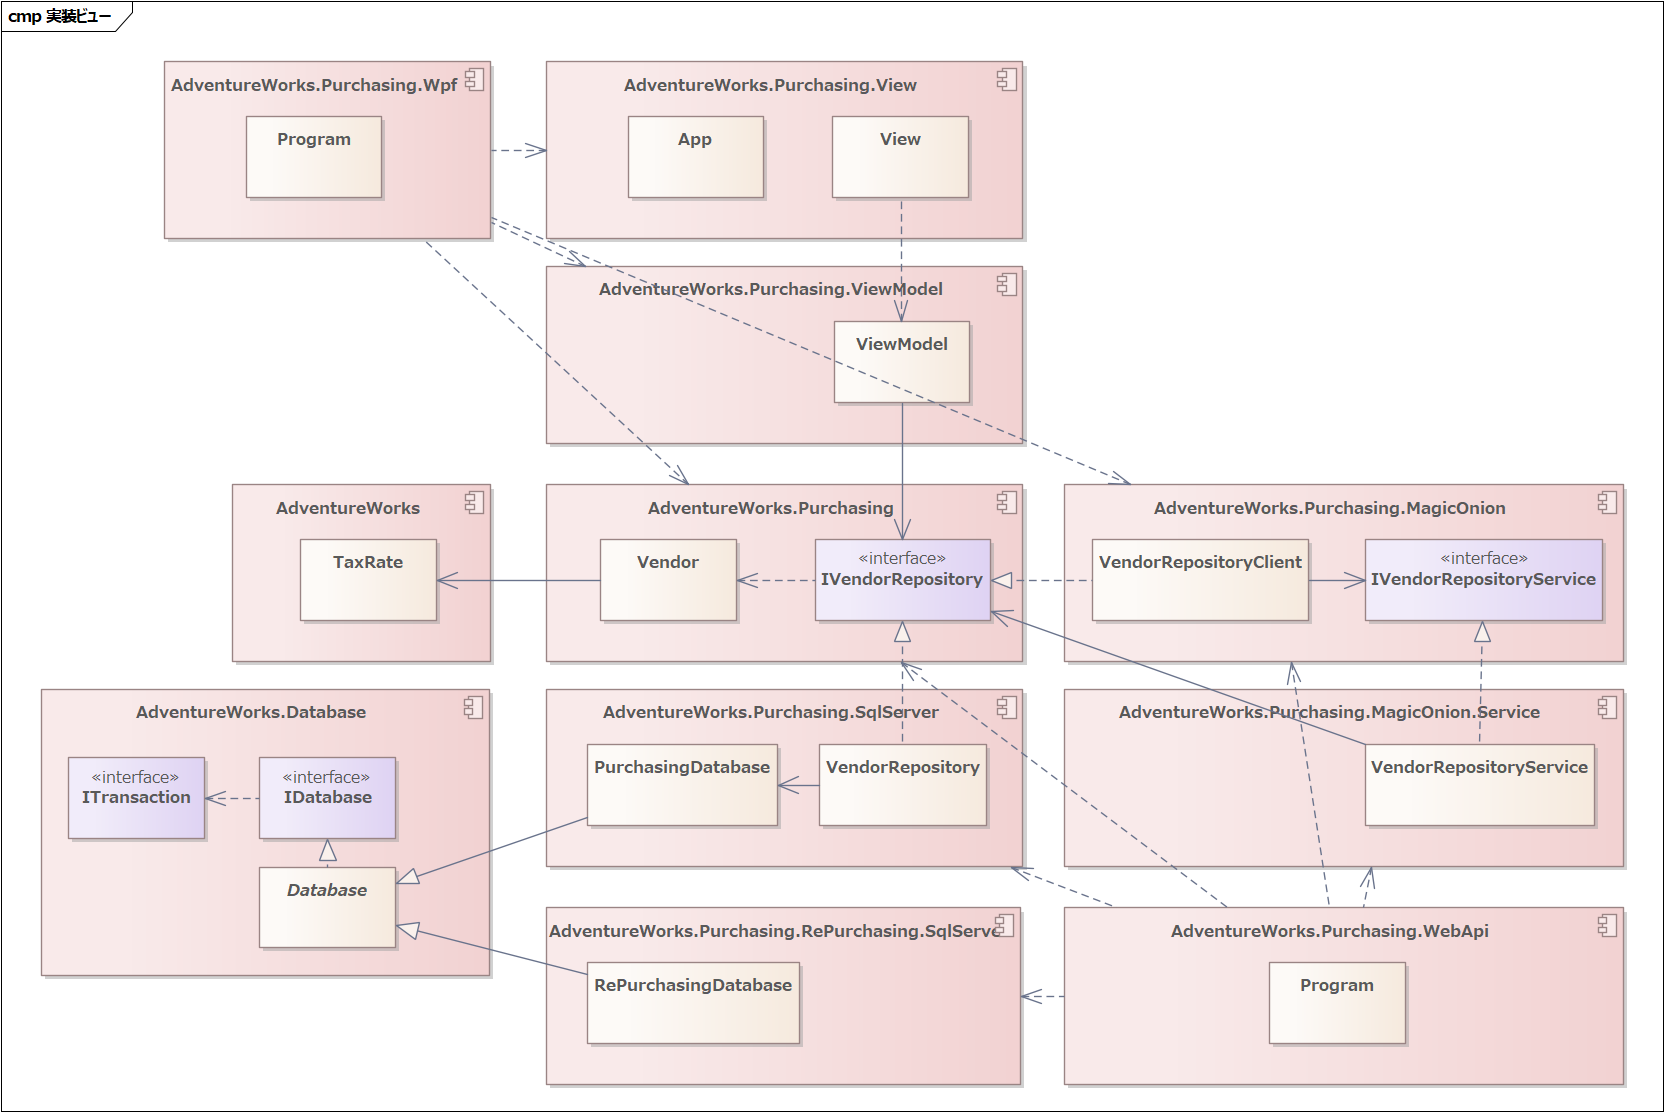 cmp 実装ビュー
AdventureWorks.Purchasing.Wpf
Program
AdventureWorks.Purchasing.View
App
View
AdventureWorks.Purchasing.ViewModel
ViewModel
AdventureWorks
TaxRate
AdventureWorks.Purchasing
Vendor
«interface»
IVendorRepository
AdventureWorks.Purchasing.MagicOnion
VendorRepositoryClient
«interface»
IVendorRepositoryService
AdventureWorks.Database
«interface»
ITransaction
«interface»
IDatabase
Database
AdventureWorks.Purchasing.SqlServer
PurchasingDatabase
VendorRepository
AdventureWorks.Purchasing.MagicOnion.Service
VendorRepositoryService
AdventureWorks.Purchasing.RePurchasing.SqlServe
RePurchasingDatabase
AdventureWorks.Purchasing.WebApi
Program